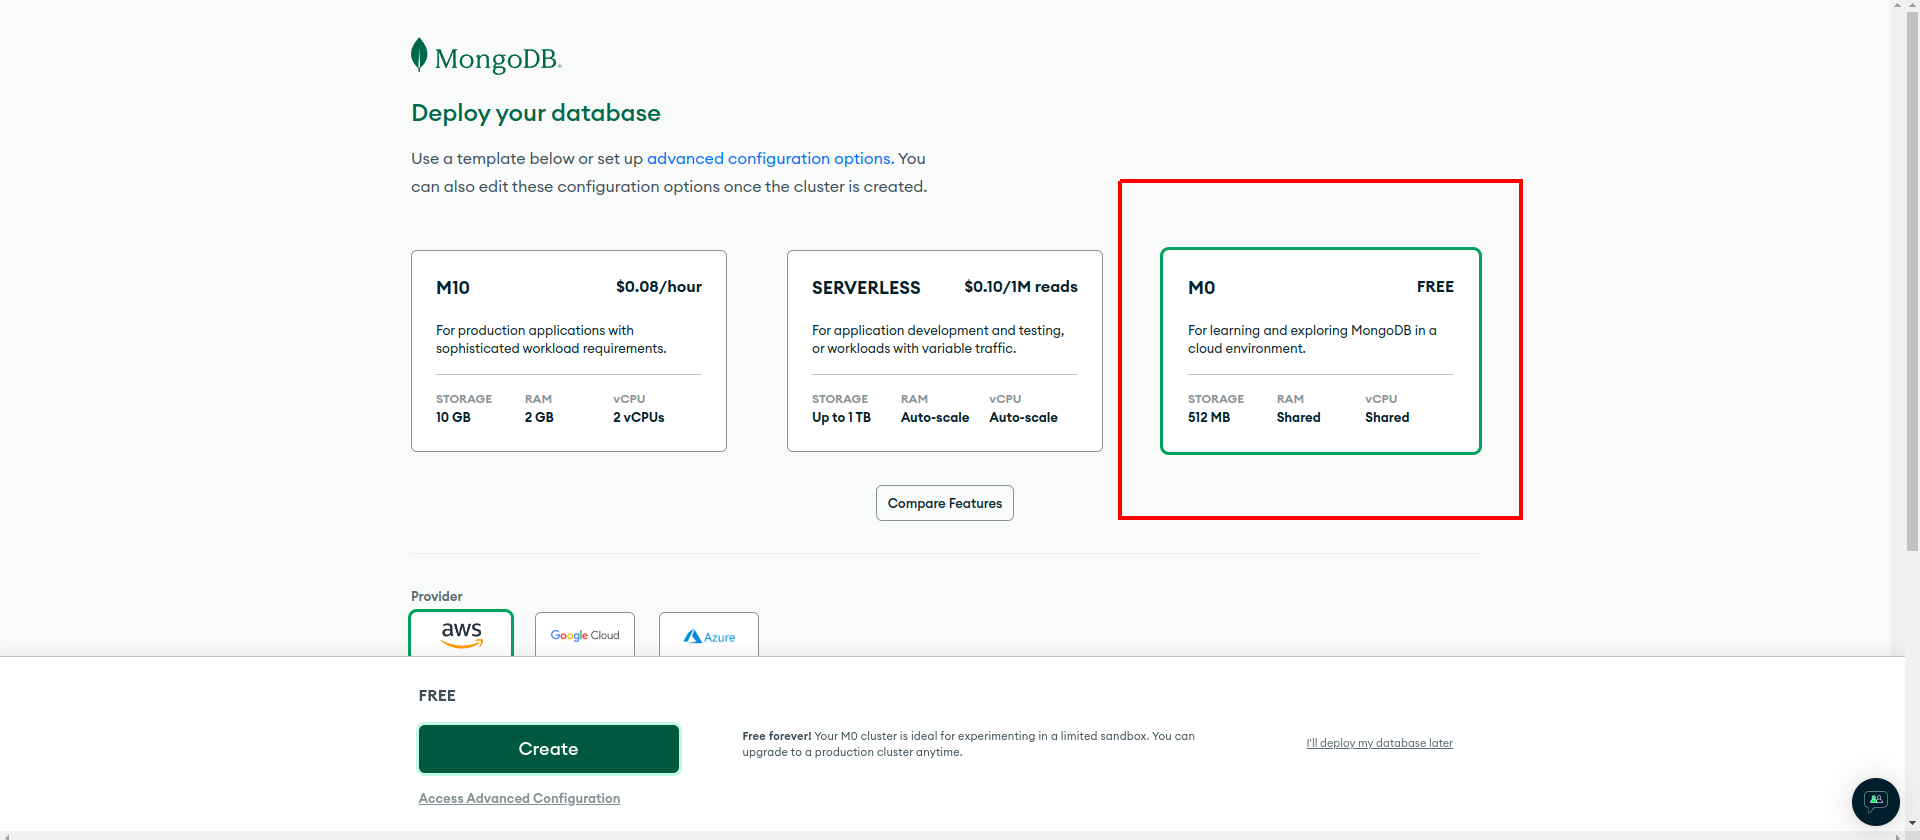 MongoDB®
Deploy your database
Use a template below or set up advanced configuration options. You
can also edit these configuration options once the cluster is created.
M10 $0.08/hour
For production applications with
sophisticated workload requirements.
STORAGE RAM vCPU
10 GB 2 GB 2 vCPUs
SERVERLESS $0.10/1M reads
For application development and testing,
or workloads with variable traffic.
STORAGE RAM vCPU
Up to 1 TB Auto-scale Auto-scale
M0 FREE
For learning and exploring MongoDB in a
cloud environment.
STORAGE RAM vCPU
512 MB Shared Shared
Compare Features
Provider
aws Google Cloud Azure
FREE
Create
Free forever! Your M0 cluster is ideal for experimenting in a limited sandbox. You can
upgrade to a production cluster anytime.
I'll deploy my database later
Access Advanced Configuration